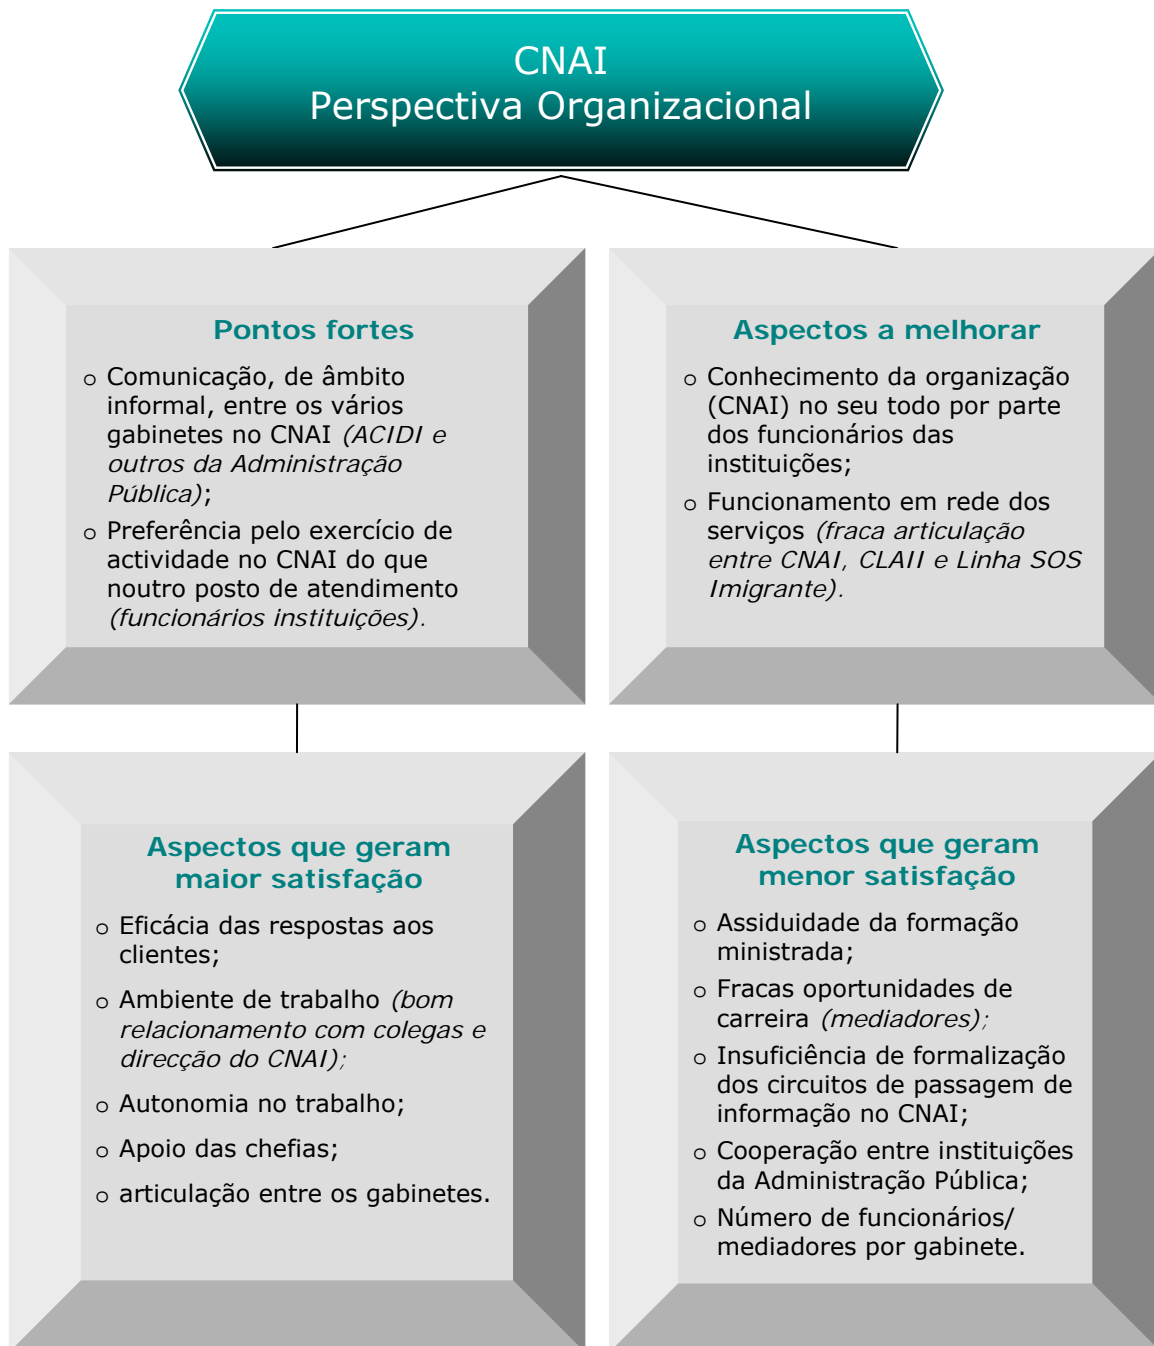 CNAI
Perspectiva Organizacional
Pontos fortes
o Comunicação, de âmbito
informal, entre os vários
gabinetes no CNAI (ACIDI e
outros da Administração
Pública);
o Preferência pelo exercício de
actividade no CNAI do que
noutro posto de atendimento
(funcionários instituições).
Aspectos a melhorar
o Conhecimento da organização
(CNAI) no seu todo por parte
dos funcionários das
instituições;
o Funcionamento em rede dos
serviços (fraca articulação
entre CNAI, CLAII e Linha SOS
Imigrante).
Aspectos que geram
maior satisfação
o Eficácia das respostas aos
clientes;
o Ambiente de trabalho (bom
relacionamento com colegas e
direcção do CNAI);
o Autonomia no trabalho;
o Apoio das chefias;
o articulação entre os gabinetes.
Aspectos que geram
menor satisfação
o Assiduidade da formação
ministrada;
o Fracas oportunidades de
carreira (mediadores);
o Insuficiência de formalização
dos circuitos de passagem de
informação no CNAI;
o Cooperação entre instituições
da Administração Pública;
o Número de funcionários/
mediadores por gabinete.